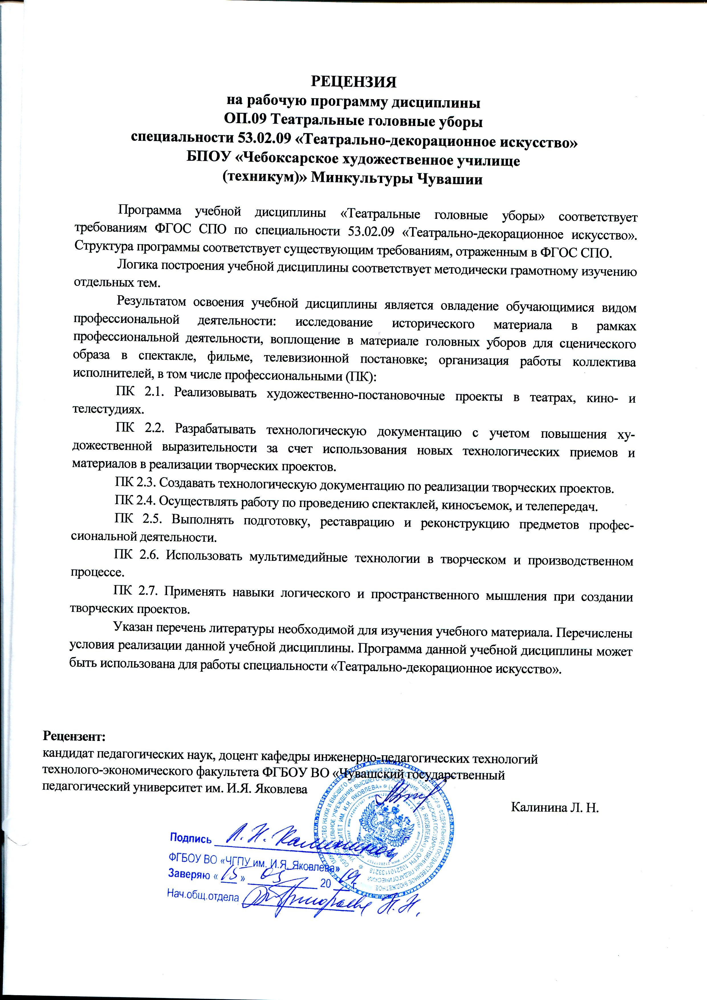 РЕЦЕНЗИЯ
на рабочую программу дисциплины
ОП.09 Театральные головные уборы
специальности 53.02.09 «Театрально-декорационное искусство»
БПОУ «Чебоксарское художественное училище
(техникум)» Минкультуры Чувашии
Программа учебной дисциплины «Театральные головные уборы» соответствует
требованиям ФГОС СПО по специальности 53.02.09 «Театрально-декорационное искусство».
Структура программы соответствует существующим требованиям, отраженным в ФГОС СПО.
Логика построения учебной дисциплины соответствует методически грамотному изучению
отдельных тем.
Результатом освоения учебной дисциплины является овладение обучающимися видом
профессиональной деятельности: исследование исторического материала в рамках
профессиональной деятельности, воплощение в материале головных уборов для сценического
образа в спектакле, фильме, телевизионной постановке; организация работы коллектива
исполнителей, в том числе профессиональными (ПК):
ПК 2.1. Реализовывать художественно-постановочные проекты в театрах, кино- и
телестудиях.
ПК 2.2. Разрабатывать технологическую документацию с учетом повышения ху-
дожественной выразительности за счет использования новых технологических приемов и
материалов в реализации творческих проектов.
ПК 2.3. Создавать технологическую документацию по реализации творческих проектов.
ПК 2.4. Осуществлять работу по проведению спектаклей, киносъемок, и телепередач.
ПК 2.5. Выполнять подготовку, реставрацию и реконструкцию предметов профес-
сиональной деятельности.
ПК 2.6. Использовать мультимедийные технологии в творческом и производственном
процессе.
ПК 2.7. Применять навыки логического и пространственного мышления при создании
творческих проектов.
Указан перечень литературы необходимой для изучения учебного материала. Перечислены
условия реализации данной учебной дисциплины. Программа данной учебной дисциплины может
быть использована для работы специальности «Театрально-декорационное искусство».
Рецензент:
кандидат педагогических наук, доцент кафедры инженерно-педагогических технологий
технолого-экономического факультета ФГБОУ ВО «Чувашский государственный
педагогический университет им. И.Я. Яковлева
Калинина Л. Н.
Подпись Л. Н. Калининой
ФГБОУ ВО «ЧГПУ им. И.Я. Яковлева»
Заверяю « 15 » 05 20 19 г.
Нач.общ.отдела Н.Н.